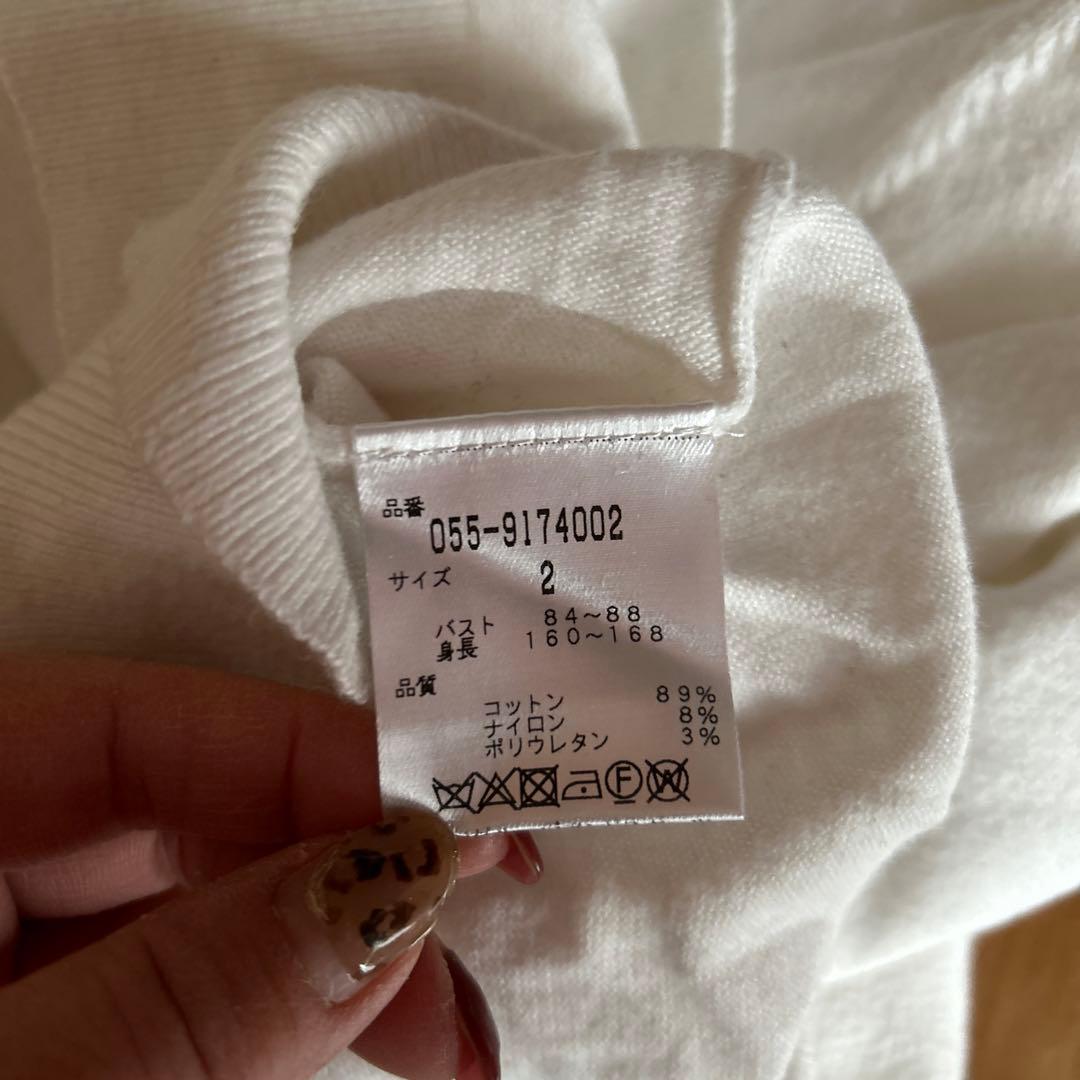 品番
055-9174002
サイズ 2
バスト 84～88
身長 160～168
品質
コットン 89%
ナイロン 8%
ポリウレタン 3%
F W